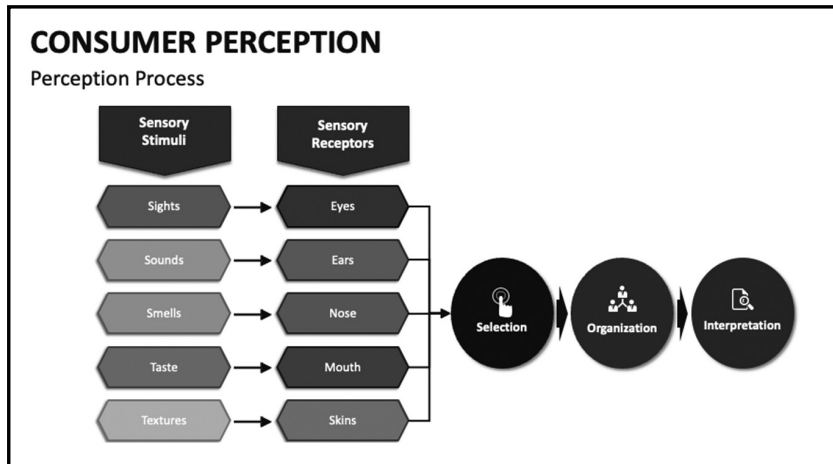 CONSUMER PERCEPTION
Perception Process
Sensory
Stimuli
Sensory
Receptors
Sights
Eyes
Sounds
Ears
Smells
Nose
Taste
Mouth
Textures
Skins
Selection
Organization
Interpretation